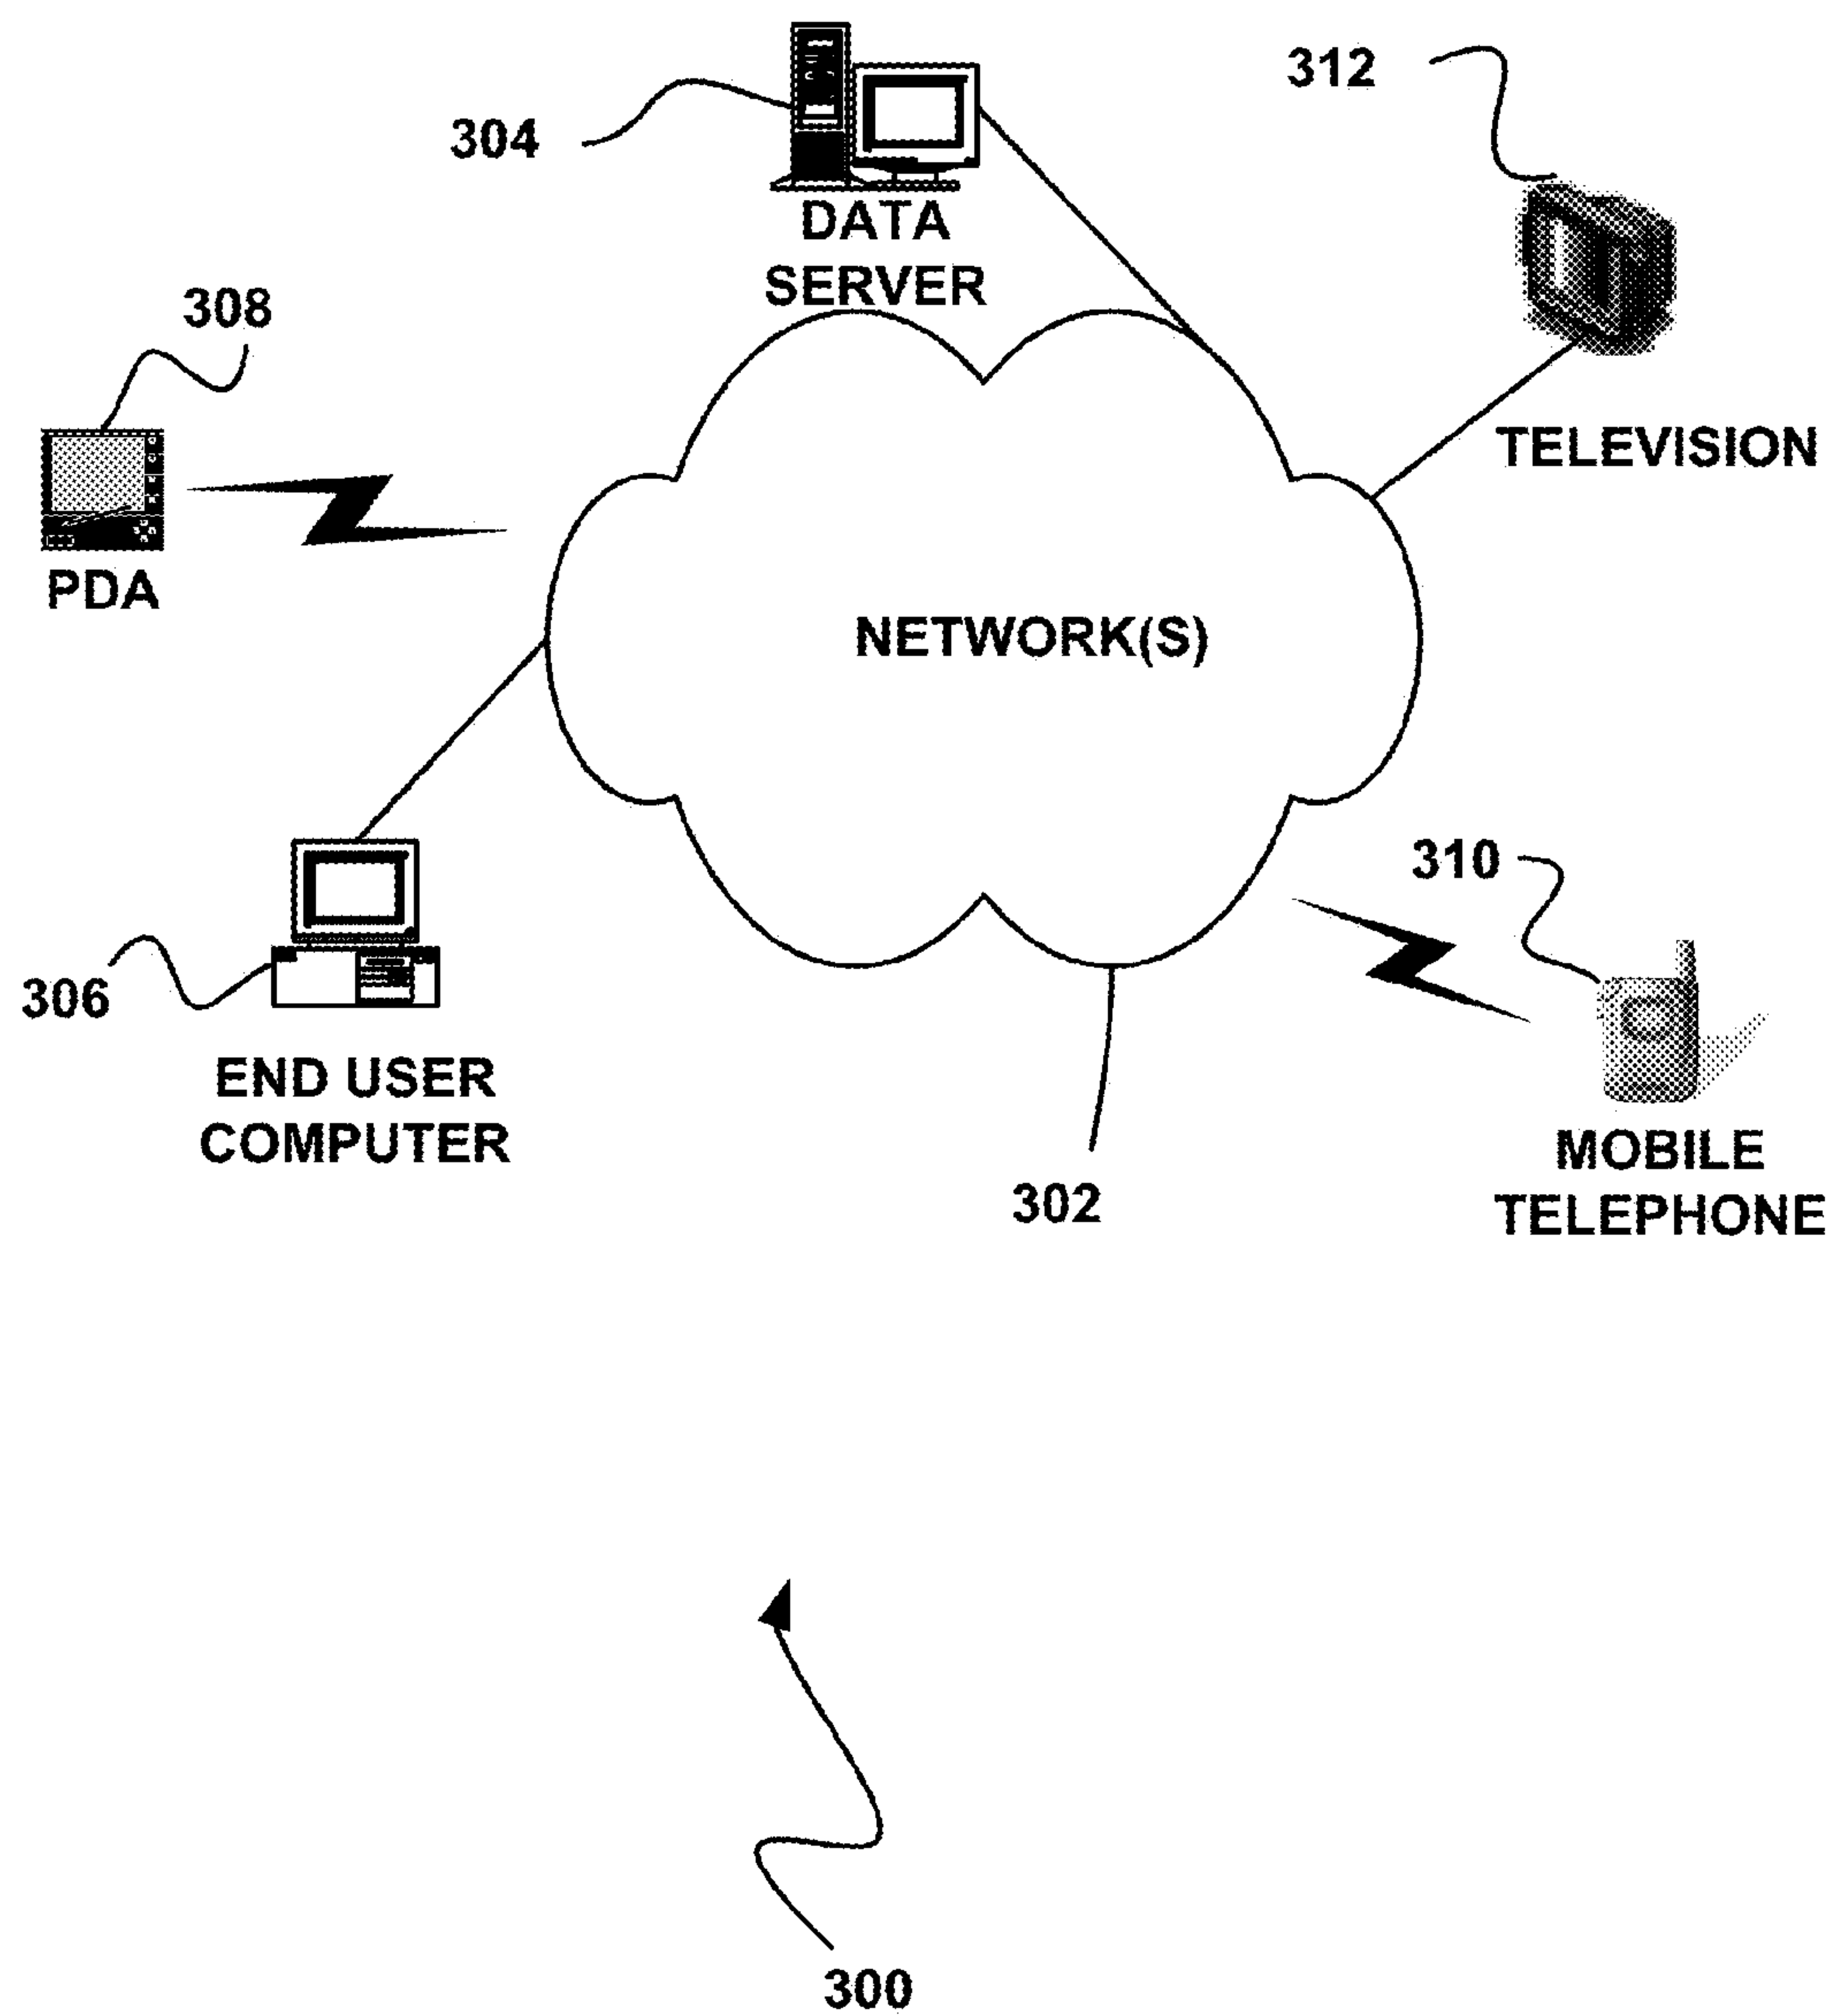 312
304
DATA
SERVER
308
TELEVISION
PDA
NETWORK(S)
310
306
END USER
COMPUTER
302
MOBILE
TELEPHONE
300